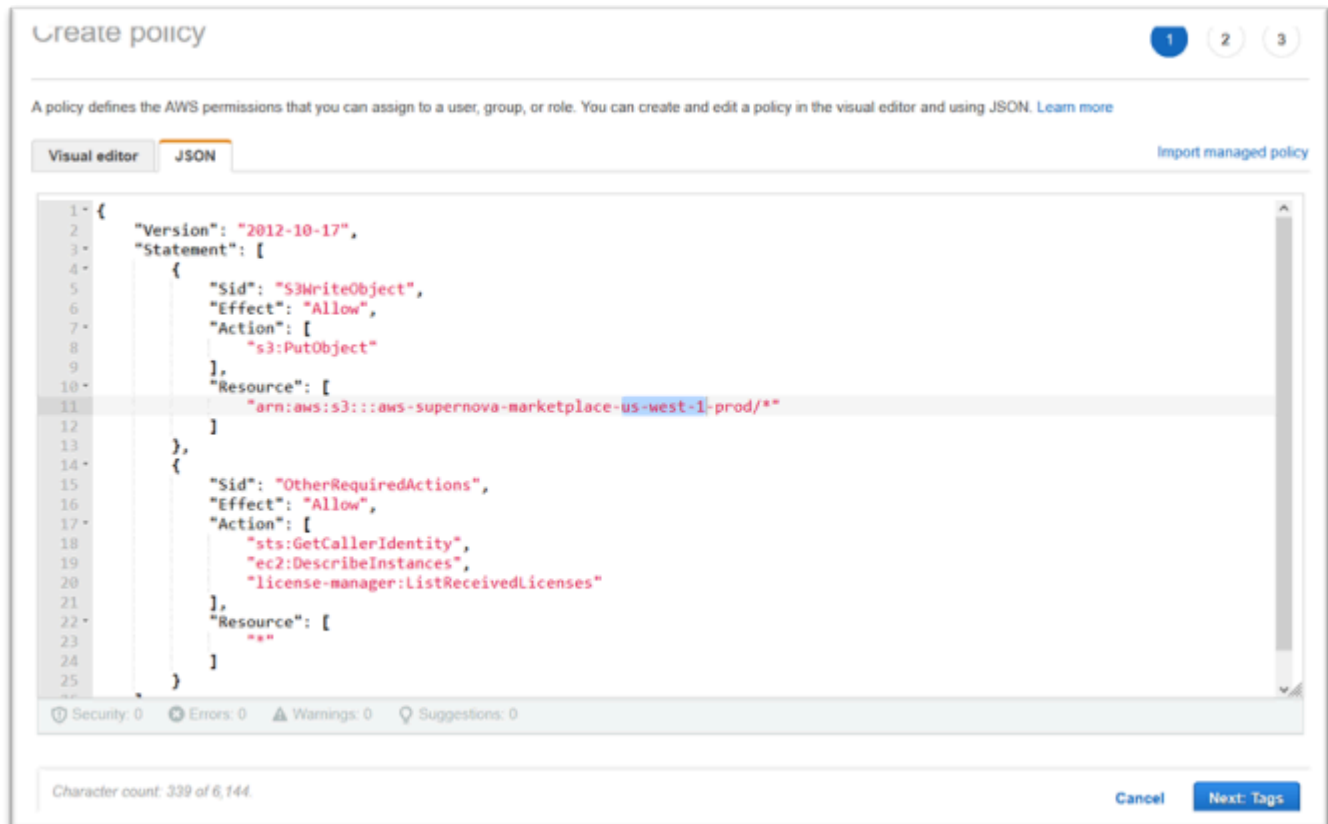 Create policy
1 2 3
A policy defines the AWS permissions that you can assign to a user, group, or role. You can create and edit a policy in the visual editor and using JSON. Learn more
Visual editor JSON Import managed policy
1 {
2 "Version": "2012-10-17",
3 "Statement": [
4 {
5 "Sid": "S3WriteObject",
6 "Effect": "Allow",
7 "Action": [
8 "s3:PutObject"
9 ],
10 "Resource": [
11 "arn:aws:s3:::aws-supernova-marketplace-us-west-1-prod/*"
12 ]
13 },
14 {
15 "Sid": "OtherRequiredActions",
16 "Effect": "Allow",
17 "Action": [
18 "sts:GetCallerIdentity",
19 "ec2:DescribeInstances",
20 "license-manager:ListReceivedLicenses"
21 ],
22 "Resource": [
23 "*"
24 ]
25 }
Security: 0 Errors: 0 Warnings: 0 Suggestions: 0
Character count: 339 of 6,144.
Cancel Next: Tags